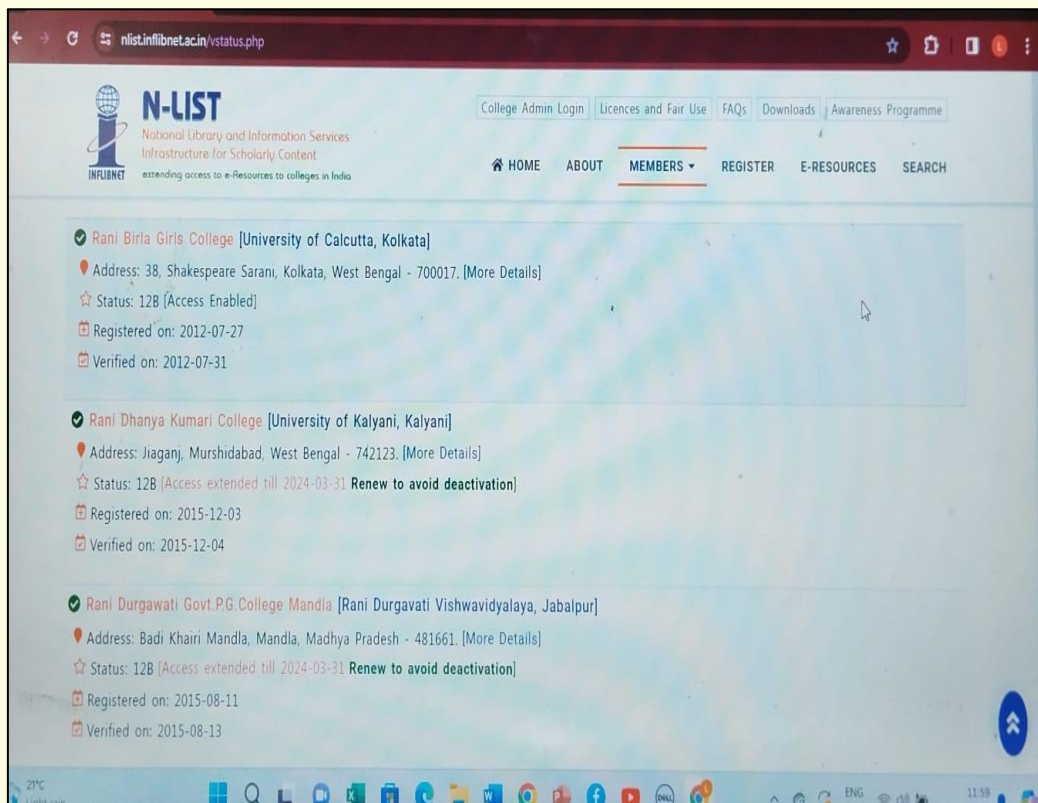 nlist.inflibnet.ac.in/vstatus.php
N-LIST
National Library and Information Services
Infrastructure for Scholarly Content
extending access to e-Resources to colleges in India
INFLIBNET
College Admin Login Licences and Fair Use FAQs Downloads Awareness Programme
HOME ABOUT MEMBERS REGISTER E-RESOURCES SEARCH
Rani Birla Girls College [University of Calcutta, Kolkata]
Address: 38, Shakespeare Sarani, Kolkata, West Bengal - 700017. [More Details]
Status: 12B [Access Enabled]
Registered on: 2012-07-27
Verified on: 2012-07-31
Rani Dhanya Kumari College [University of Kalyani, Kalyani]
Address: Jiaganj, Murshidabad, West Bengal - 742123. [More Details]
Status: 12B [Access extended till 2024-03-31 Renew to avoid deactivation]
Registered on: 2015-12-03
Verified on: 2015-12-04
Rani Durgawati Govt.P.G.College Mandla [Rani Durgavati Vishwavidyalaya, Jabalpur]
Address: Badi Khairi Mandla, Mandla, Madhya Pradesh - 481661. [More Details]
Status: 12B [Access extended till 2024-03-31 Renew to avoid deactivation]
Registered on: 2015-08-11
Verified on: 2015-08-13
21°C
ENG
11:59